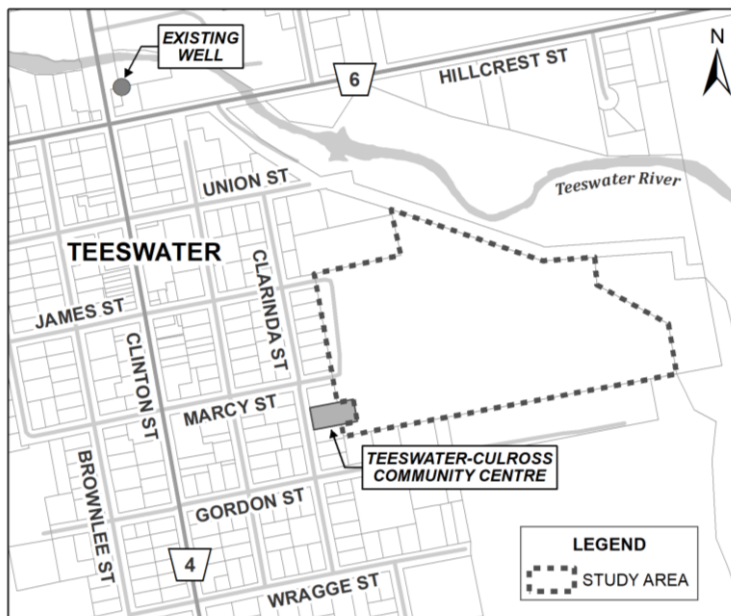 EXISTING
WELL
N
6
HILLCREST ST
UNION ST
Teeswater River
TEESWATER
CLARINDA ST
JAMES ST
CLINTON ST
MARCY ST
TEESWATER-CULROSS
COMMUNITY CENTRE
BROWNLEE ST
GORDON ST
4
WRAGGE ST
LEGEND
STUDY AREA